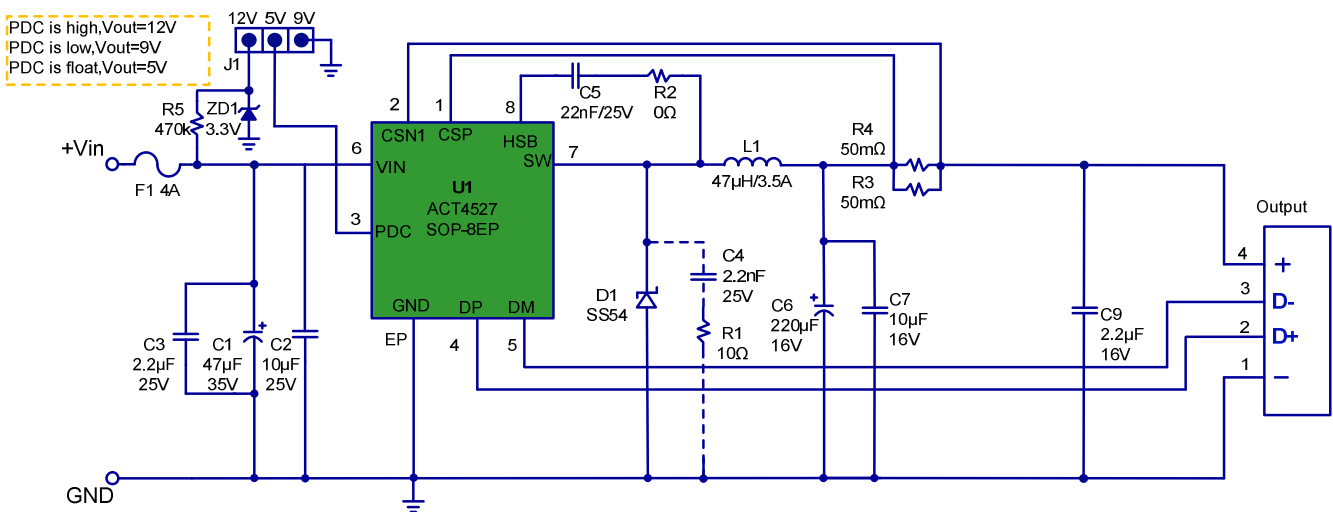 PDC is high,Vout=12V
PDC is low,Vout=9V
PDC is float,Vout=5V
12V 5V 9V
J1
R5
470k
ZD1
3.3V
+Vin
F1 4A
2
1
8
CSN1
CSP
HSB
C5
22nF/25V
R2
0Ω
6
VIN
SW
7
U1
ACT4527
SOP-8EP
3
PDC
GND
DP
DM
EP
4
5
L1
47μH/3.5A
R4
50mΩ
R3
50mΩ
C3
2.2μF
25V
C1
47μF
35V
+
C2
10μF
25V
D1
SS54
C4
2.2nF
25V
R1
10Ω
C6
220μF
16V
+
C7
10μF
16V
C9
2.2μF
16V
Output
4
+
3
D-
2
D+
1
−
GND